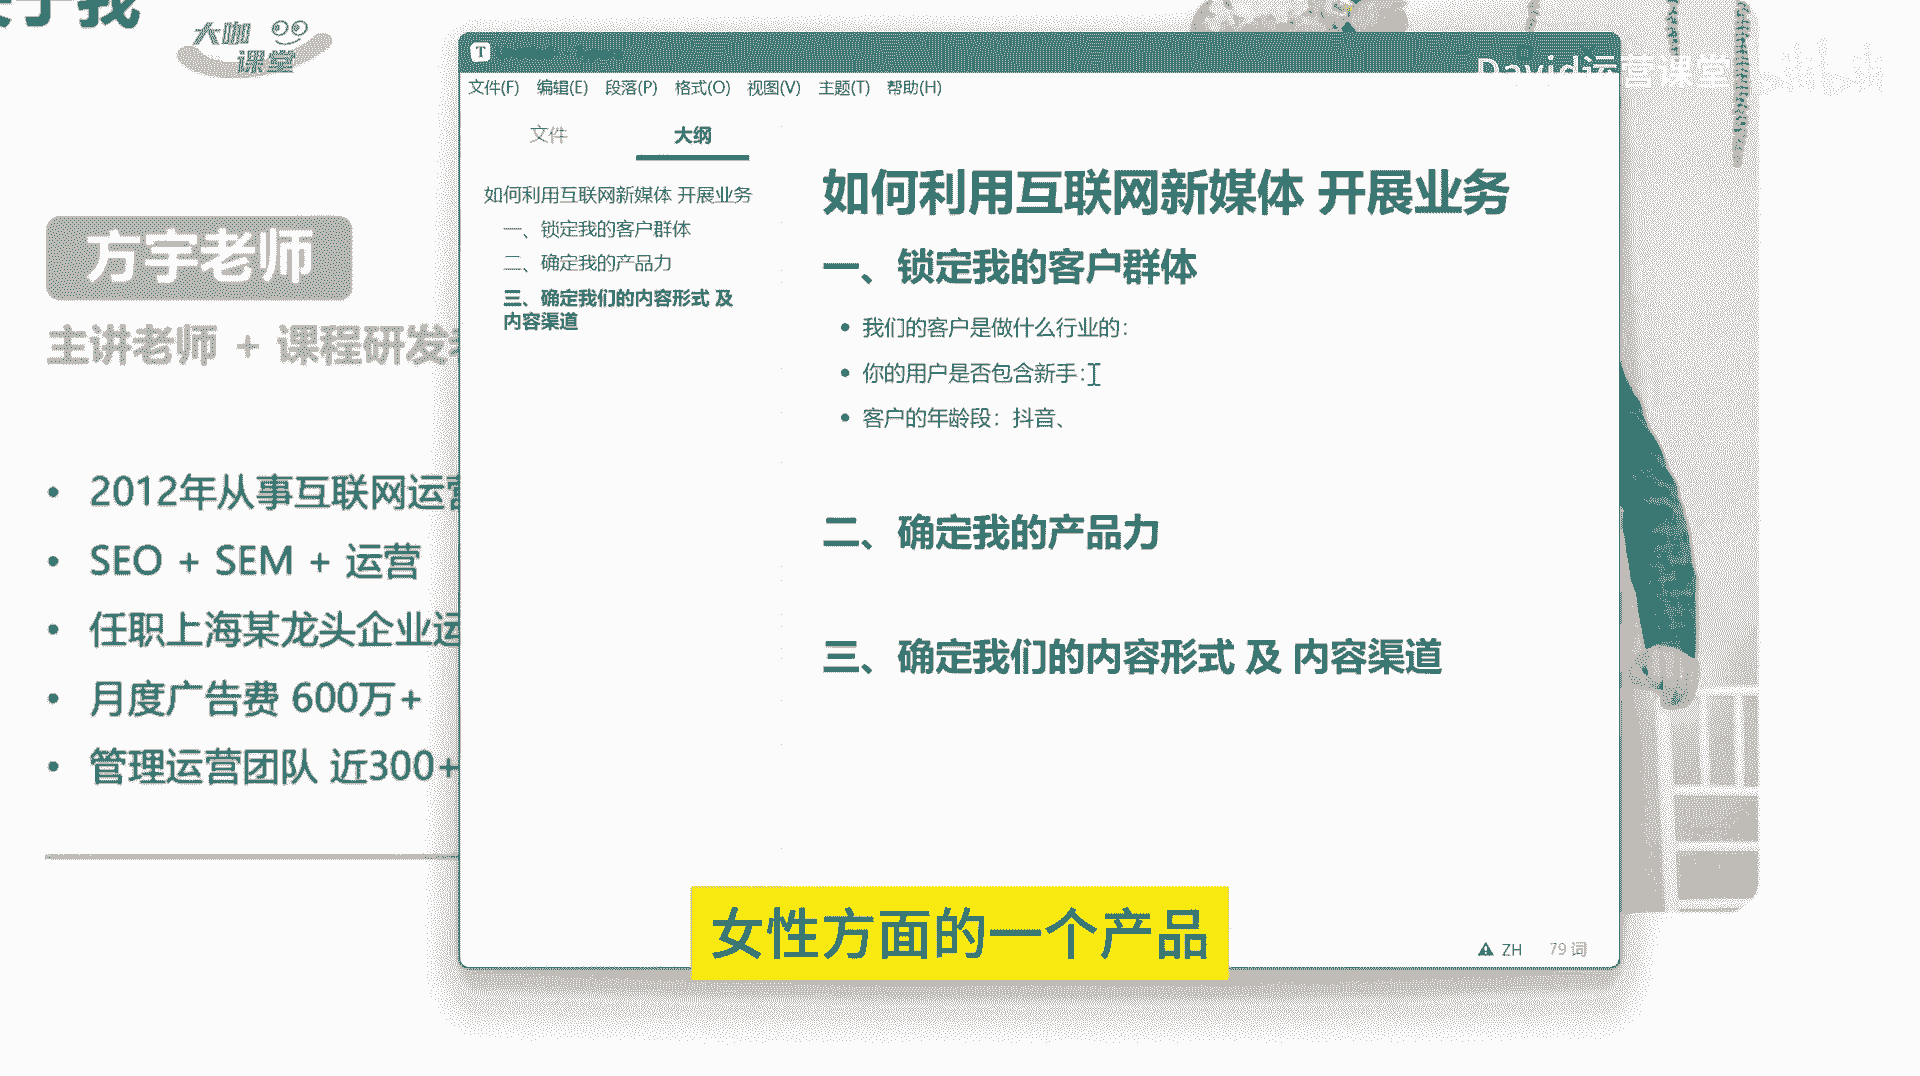 大咖
课堂
方宇老师
主讲老师 + 课程研发
• 2012年从事互联网运营
• SEO + SEM + 运营
• 任职上海某龙头企业运
• 月度广告费 600万+
• 管理运营团队 近300+
T
David运营课堂
文件(F) 编辑(E) 段落(P) 格式(O) 视图(V) 主题(T) 帮助(H)
文件 大纲
如何利用互联网新媒体 开展业务
一、锁定我的客户群体
二、确定我的产品力
三、确定我们的内容形式 及
内容渠道
如何利用互联网新媒体 开展业务
一、锁定我的客户群体
• 我们的客户是做什么行业的：
• 你的用户是否包含新手：
• 客户的年龄段：抖音、
二、确定我的产品力
三、确定我们的内容形式 及 内容渠道
女性方面的一个产品
ZH 79 词